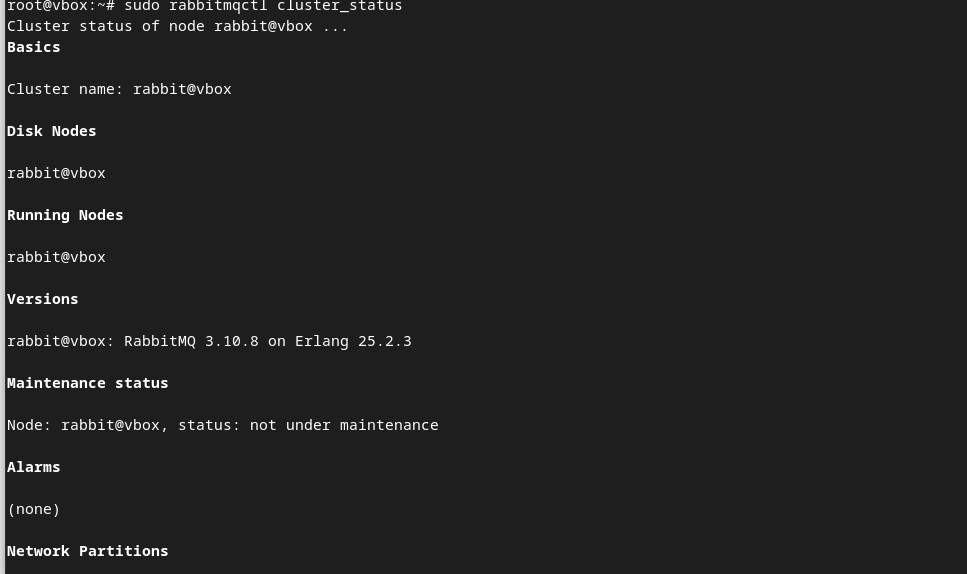 root@vbox:~# sudo rabbitmqctl cluster_status
Cluster status of node rabbit@vbox ...
Basics
Cluster name: rabbit@vbox
Disk Nodes
rabbit@vbox
Running Nodes
rabbit@vbox
Versions
rabbit@vbox: RabbitMQ 3.10.8 on Erlang 25.2.3
Maintenance status
Node: rabbit@vbox, status: not under maintenance
Alarms
(none)
Network Partitions